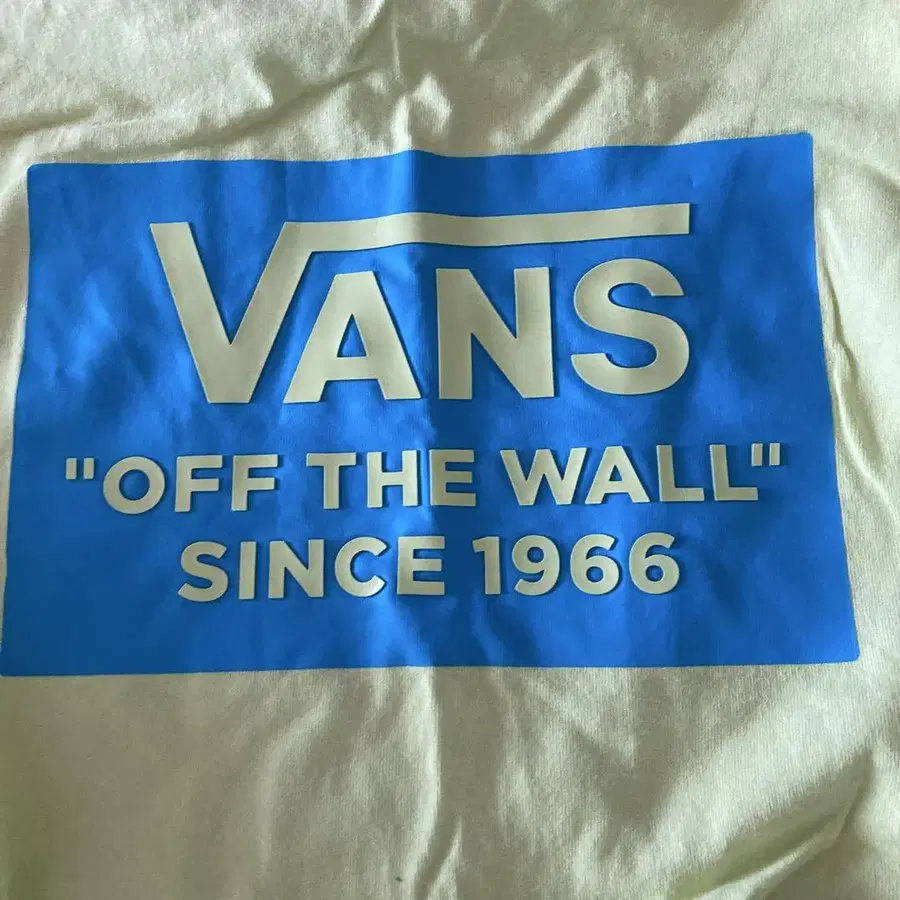 VANS
"OFF THE WALL"
SINCE 1966